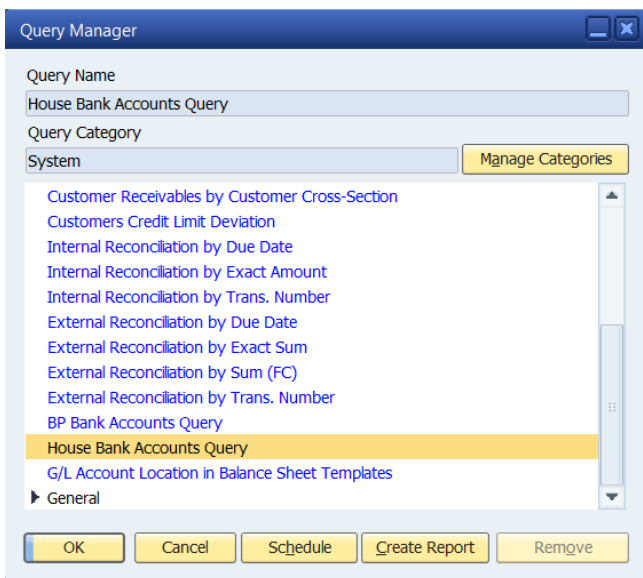 Query Manager
Query Name
House Bank Accounts Query
Query Category
System
Manage Categories
Customer Receivables by Customer Cross-Section
Customers Credit Limit Deviation
Internal Reconciliation by Due Date
Internal Reconciliation by Exact Amount
Internal Reconciliation by Trans. Number
External Reconciliation by Due Date
External Reconciliation by Exact Sum
External Reconciliation by Sum (FC)
External Reconciliation by Trans. Number
BP Bank Accounts Query
House Bank Accounts Query
G/L Account Location in Balance Sheet Templates
General
OK Cancel Schedule Create Report Remove